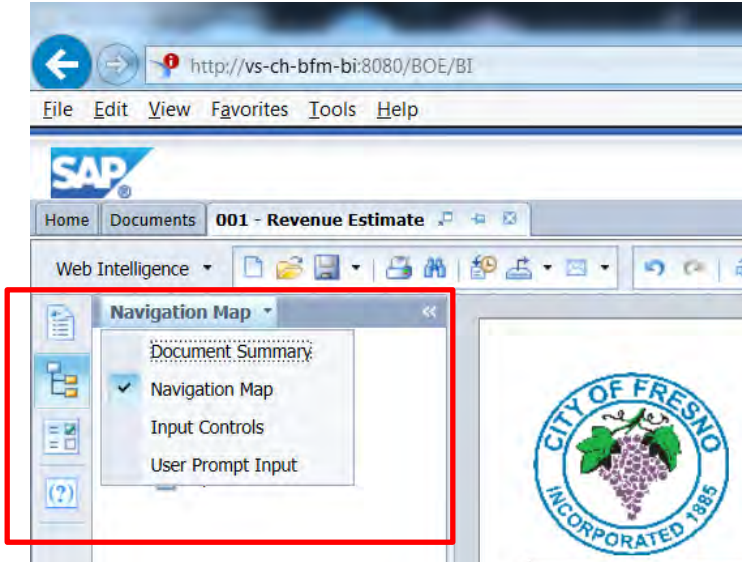 http://vs-ch-bfm-bi:8080/BOE/BI
File Edit View Favorites Tools Help
SAP®
Home Documents 001 - Revenue Estimate
Web Intelligence
Navigation Map
Document Summary
Navigation Map
Input Controls
User Prompt Input
(?)
CITY OF FRESNO
INCORPORATED 1885